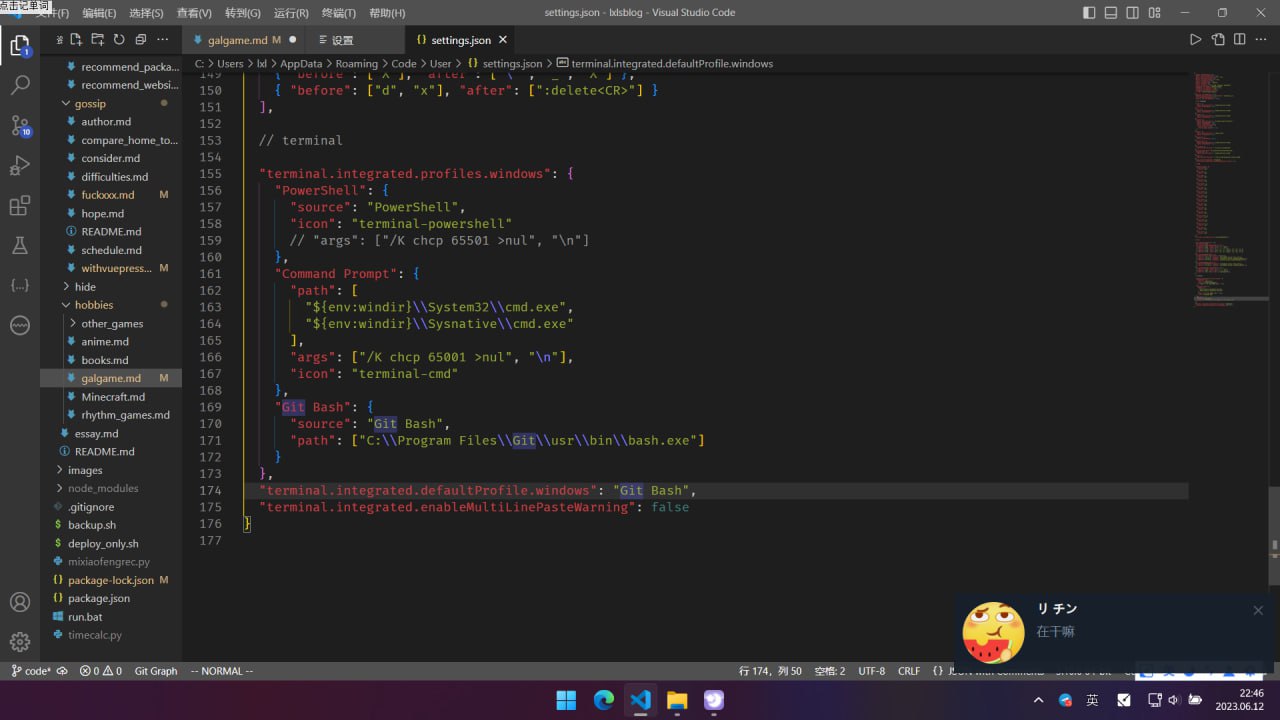 点击记单词
文件(F) 编辑(E) 选择(S) 查看(V) 转到(G) 运行(R) 终端(T) 帮助(H) settings.json - lxlsblog - Visual Studio Code
galgame.md M 设置 settings.json
C: > Users > lxl > AppData > Roaming > Code > User > {} settings.json > terminal.integrated.defaultProfile.windows
1
10
recommend_packa...
recommend_websi...
gossip
author.md
compare_home_to...
consider.md
difficulties.md
fuckxxx.md M
hope.md
README.md
schedule.md
withvuepress... M
hide
hobbies
other_games
anime.md
books.md
galgame.md M
Minecraft.md
rhythm_games.md
essay.md
README.md
images
node_modules
.gitignore
backup.sh
deploy_only.sh
mixiaofengrec.py
package-lock.json M
package.json
run.bat
timecalc.py
149
150 { "before": ["d", "x"], "after": [":delete<CR>"] }
151 ],
152
153 // terminal
154
155 "terminal.integrated.profiles.windows": {
156 "PowerShell": {
157 "source": "PowerShell",
158 "icon": "terminal-powershell"
159 // "args": ["/K chcp 65501 >nul", "\n"]
160 },
161 "Command Prompt": {
162 "path": [
163 "${env:windir}\\System32\\cmd.exe",
164 "${env:windir}\\Sysnative\\cmd.exe"
165 ],
166 "args": ["/K chcp 65001 >nul", "\n"],
167 "icon": "terminal-cmd"
168 },
169 "Git Bash": {
170 "source": "Git Bash",
171 "path": ["C:\\Program Files\\Git\\usr\\bin\\bash.exe"]
172 }
173 },
174 "terminal.integrated.defaultProfile.windows": "Git Bash",
175 "terminal.integrated.enableMultiLinePasteWarning": false
176 }
177
リ チン
在干嘛
code* 0 0 Git Graph -- NORMAL -- 行 174，列 50 空格: 2 UTF-8 CRLF {} JSON with Comments
英 22:46
2023.06.12